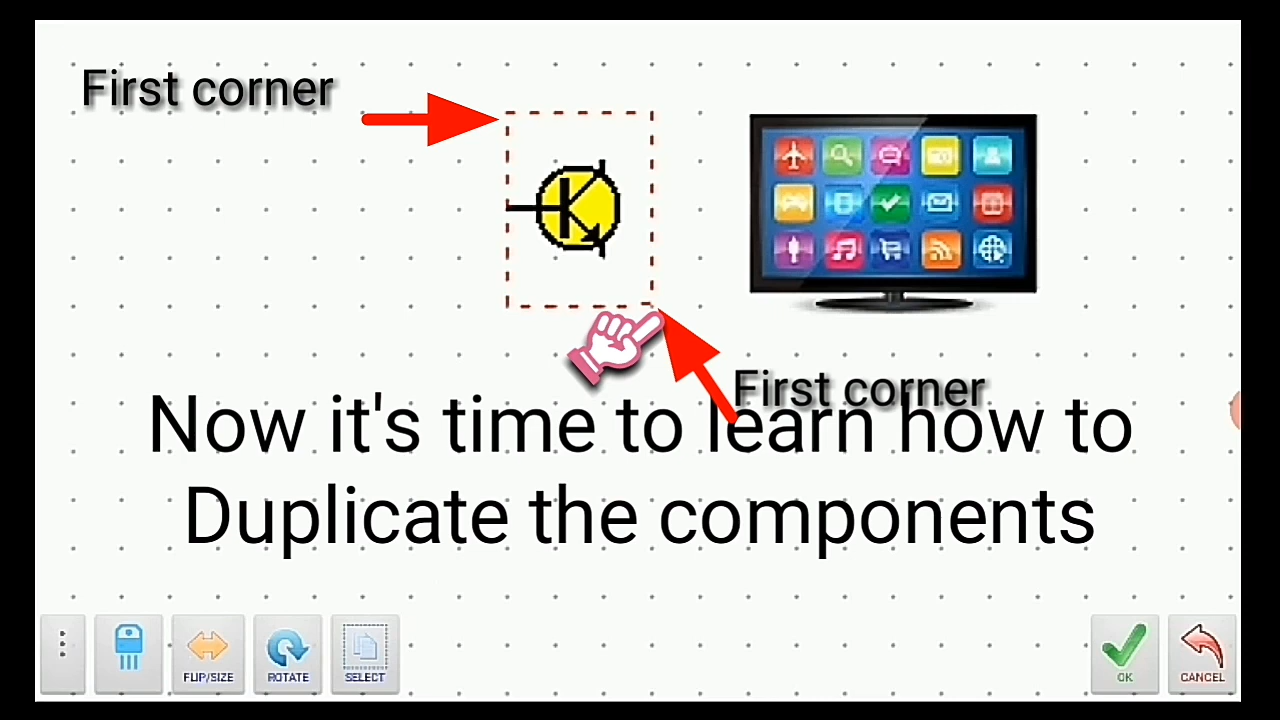 First corner
First corner
Now it's time to learn how to
Duplicate the components
FLIP/SIZE
ROTATE
SELECT
OK
CANCEL